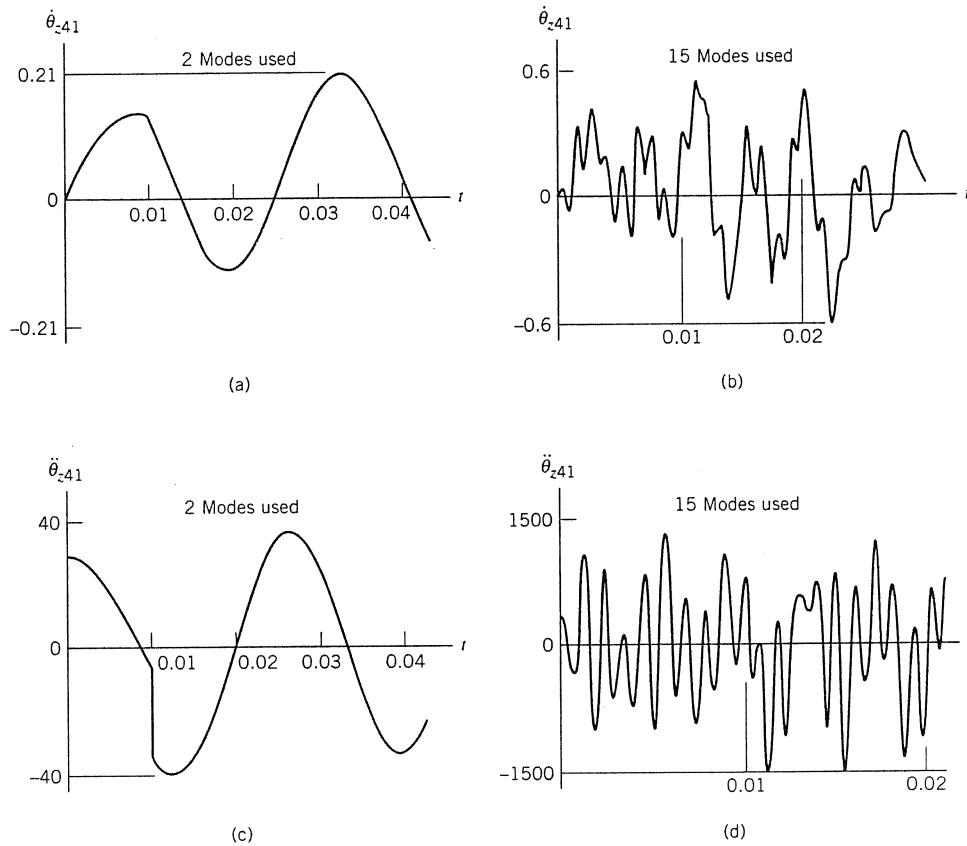 θ̇z41
2 Modes used
0.21
0
0.01
0.02
0.03
0.04
t
−0.21
(a)
θ̇z41
15 Modes used
0.6
0
t
−0.6
0.01
0.02
(b)
θ̈z41
2 Modes used
40
0
0.01
0.02
0.03
0.04
t
−40
(c)
θ̈z41
15 Modes used
1500
0
−1500
0.01
0.02
(d)